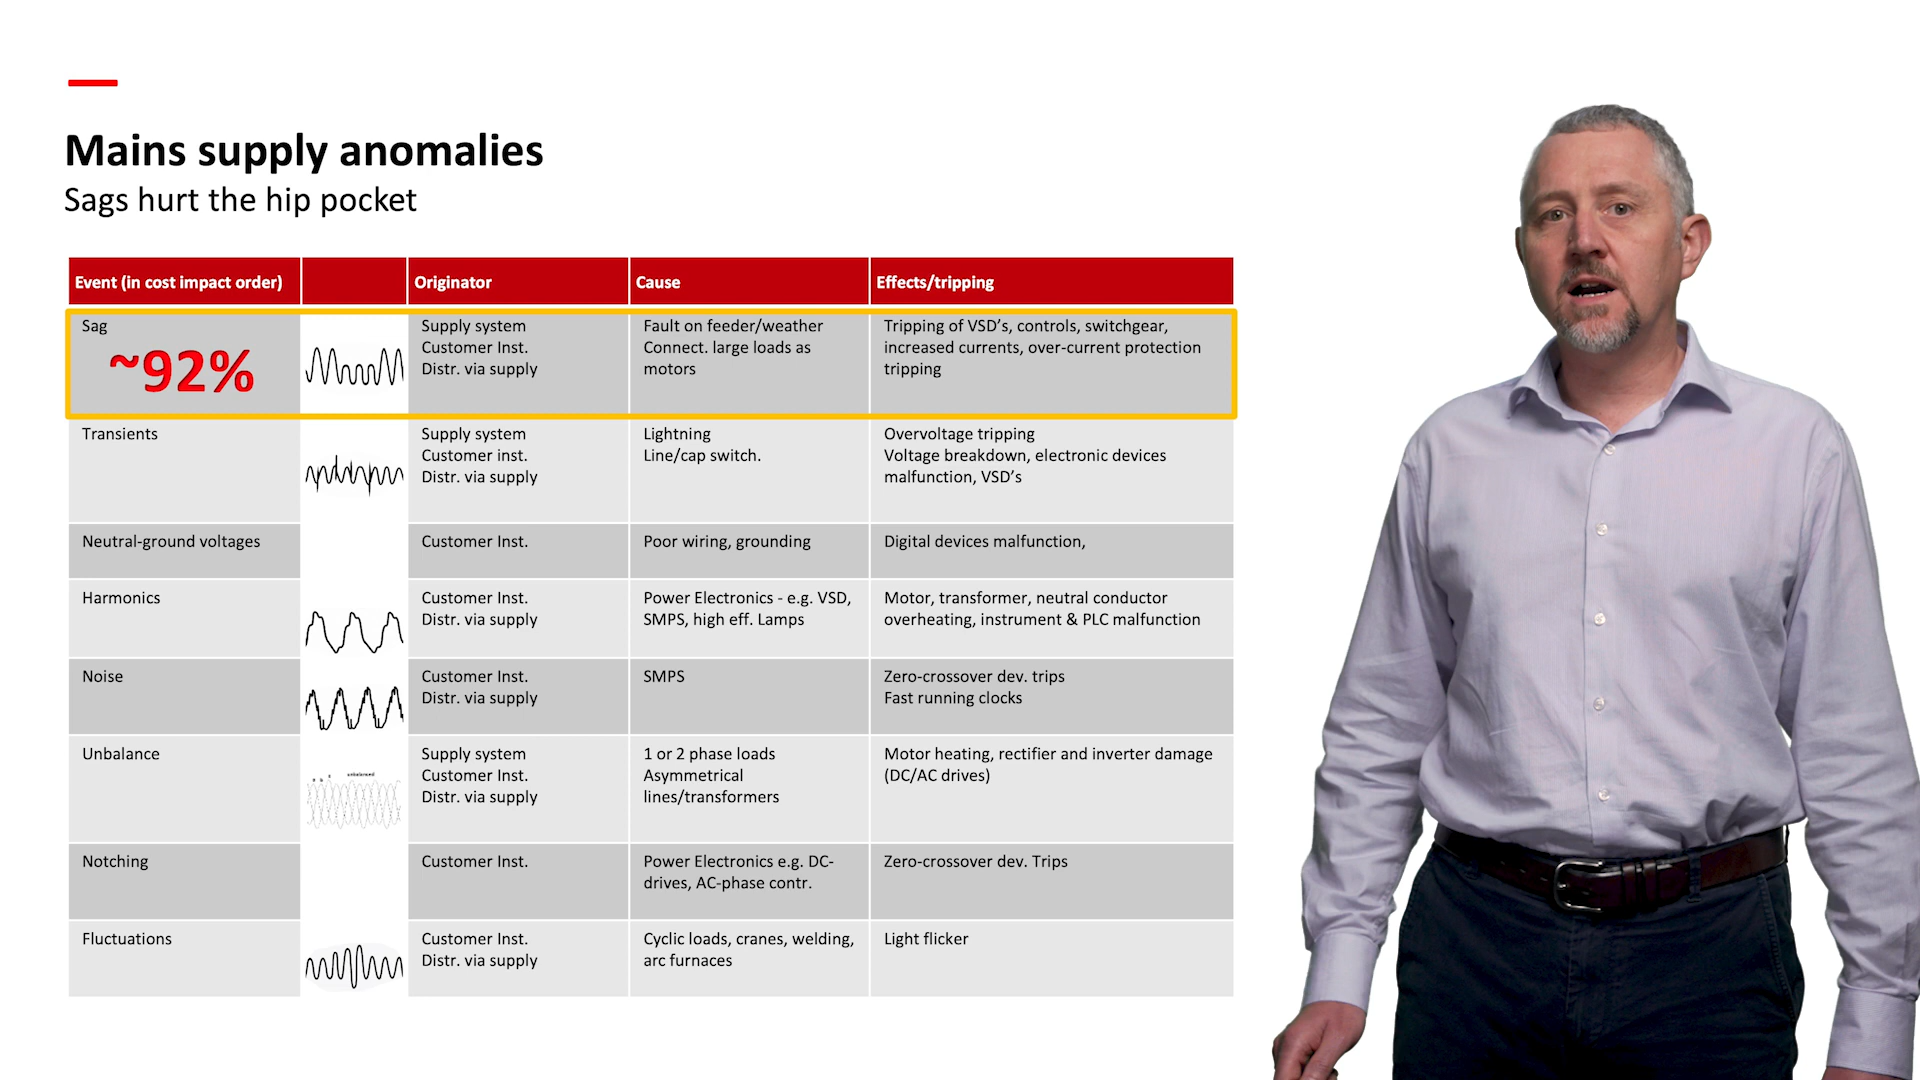 Mains supply anomalies
Sags hurt the hip pocket
Event (in cost impact order)
Originator
Cause
Effects/tripping
Sag
~92%
Supply system
Customer Inst.
Distr. via supply
Fault on feeder/weather
Connect. large loads as
motors
Tripping of VSD’s, controls, switchgear,
increased currents, over-current protection
tripping
Transients
Supply system
Customer inst.
Distr. via supply
Lightning
Line/cap switch.
Overvoltage tripping
Voltage breakdown, electronic devices
malfunction, VSD’s
Neutral-ground voltages
Customer Inst.
Poor wiring, grounding
Digital devices malfunction,
Harmonics
Customer Inst.
Distr. via supply
Power Electronics - e.g. VSD,
SMPS, high eff. Lamps
Motor, transformer, neutral conductor
overheating, instrument & PLC malfunction
Noise
Customer Inst.
Distr. via supply
SMPS
Zero-crossover dev. trips
Fast running clocks
Unbalance
unbalanced
Supply system
Customer Inst.
Distr. via supply
1 or 2 phase loads
Asymmetrical
lines/transformers
Motor heating, rectifier and inverter damage
(DC/AC drives)
Notching
Customer Inst.
Power Electronics e.g. DC-
drives, AC-phase contr.
Zero-crossover dev. Trips
Fluctuations
Customer Inst.
Distr. via supply
Cyclic loads, cranes, welding,
arc furnaces
Light flicker